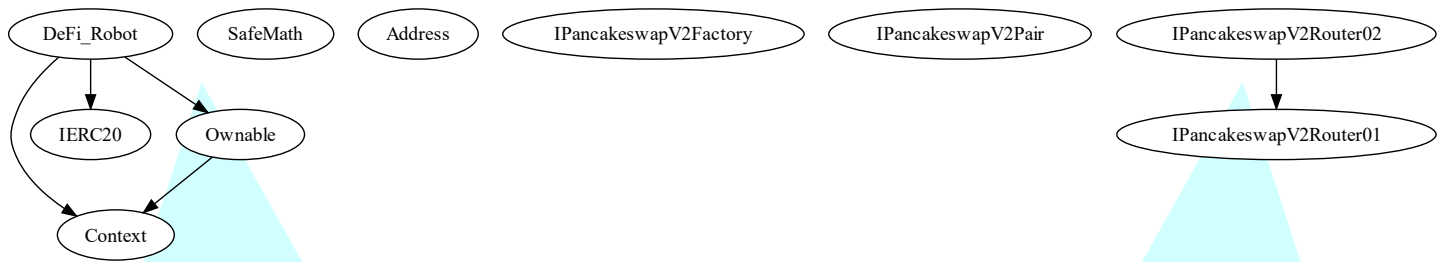 DeFi_Robot
SafeMath
Address
IPancakeswapV2Factory
IPancakeswapV2Pair
IPancakeswapV2Router02
IERC20
Ownable
IPancakeswapV2Router01
Context